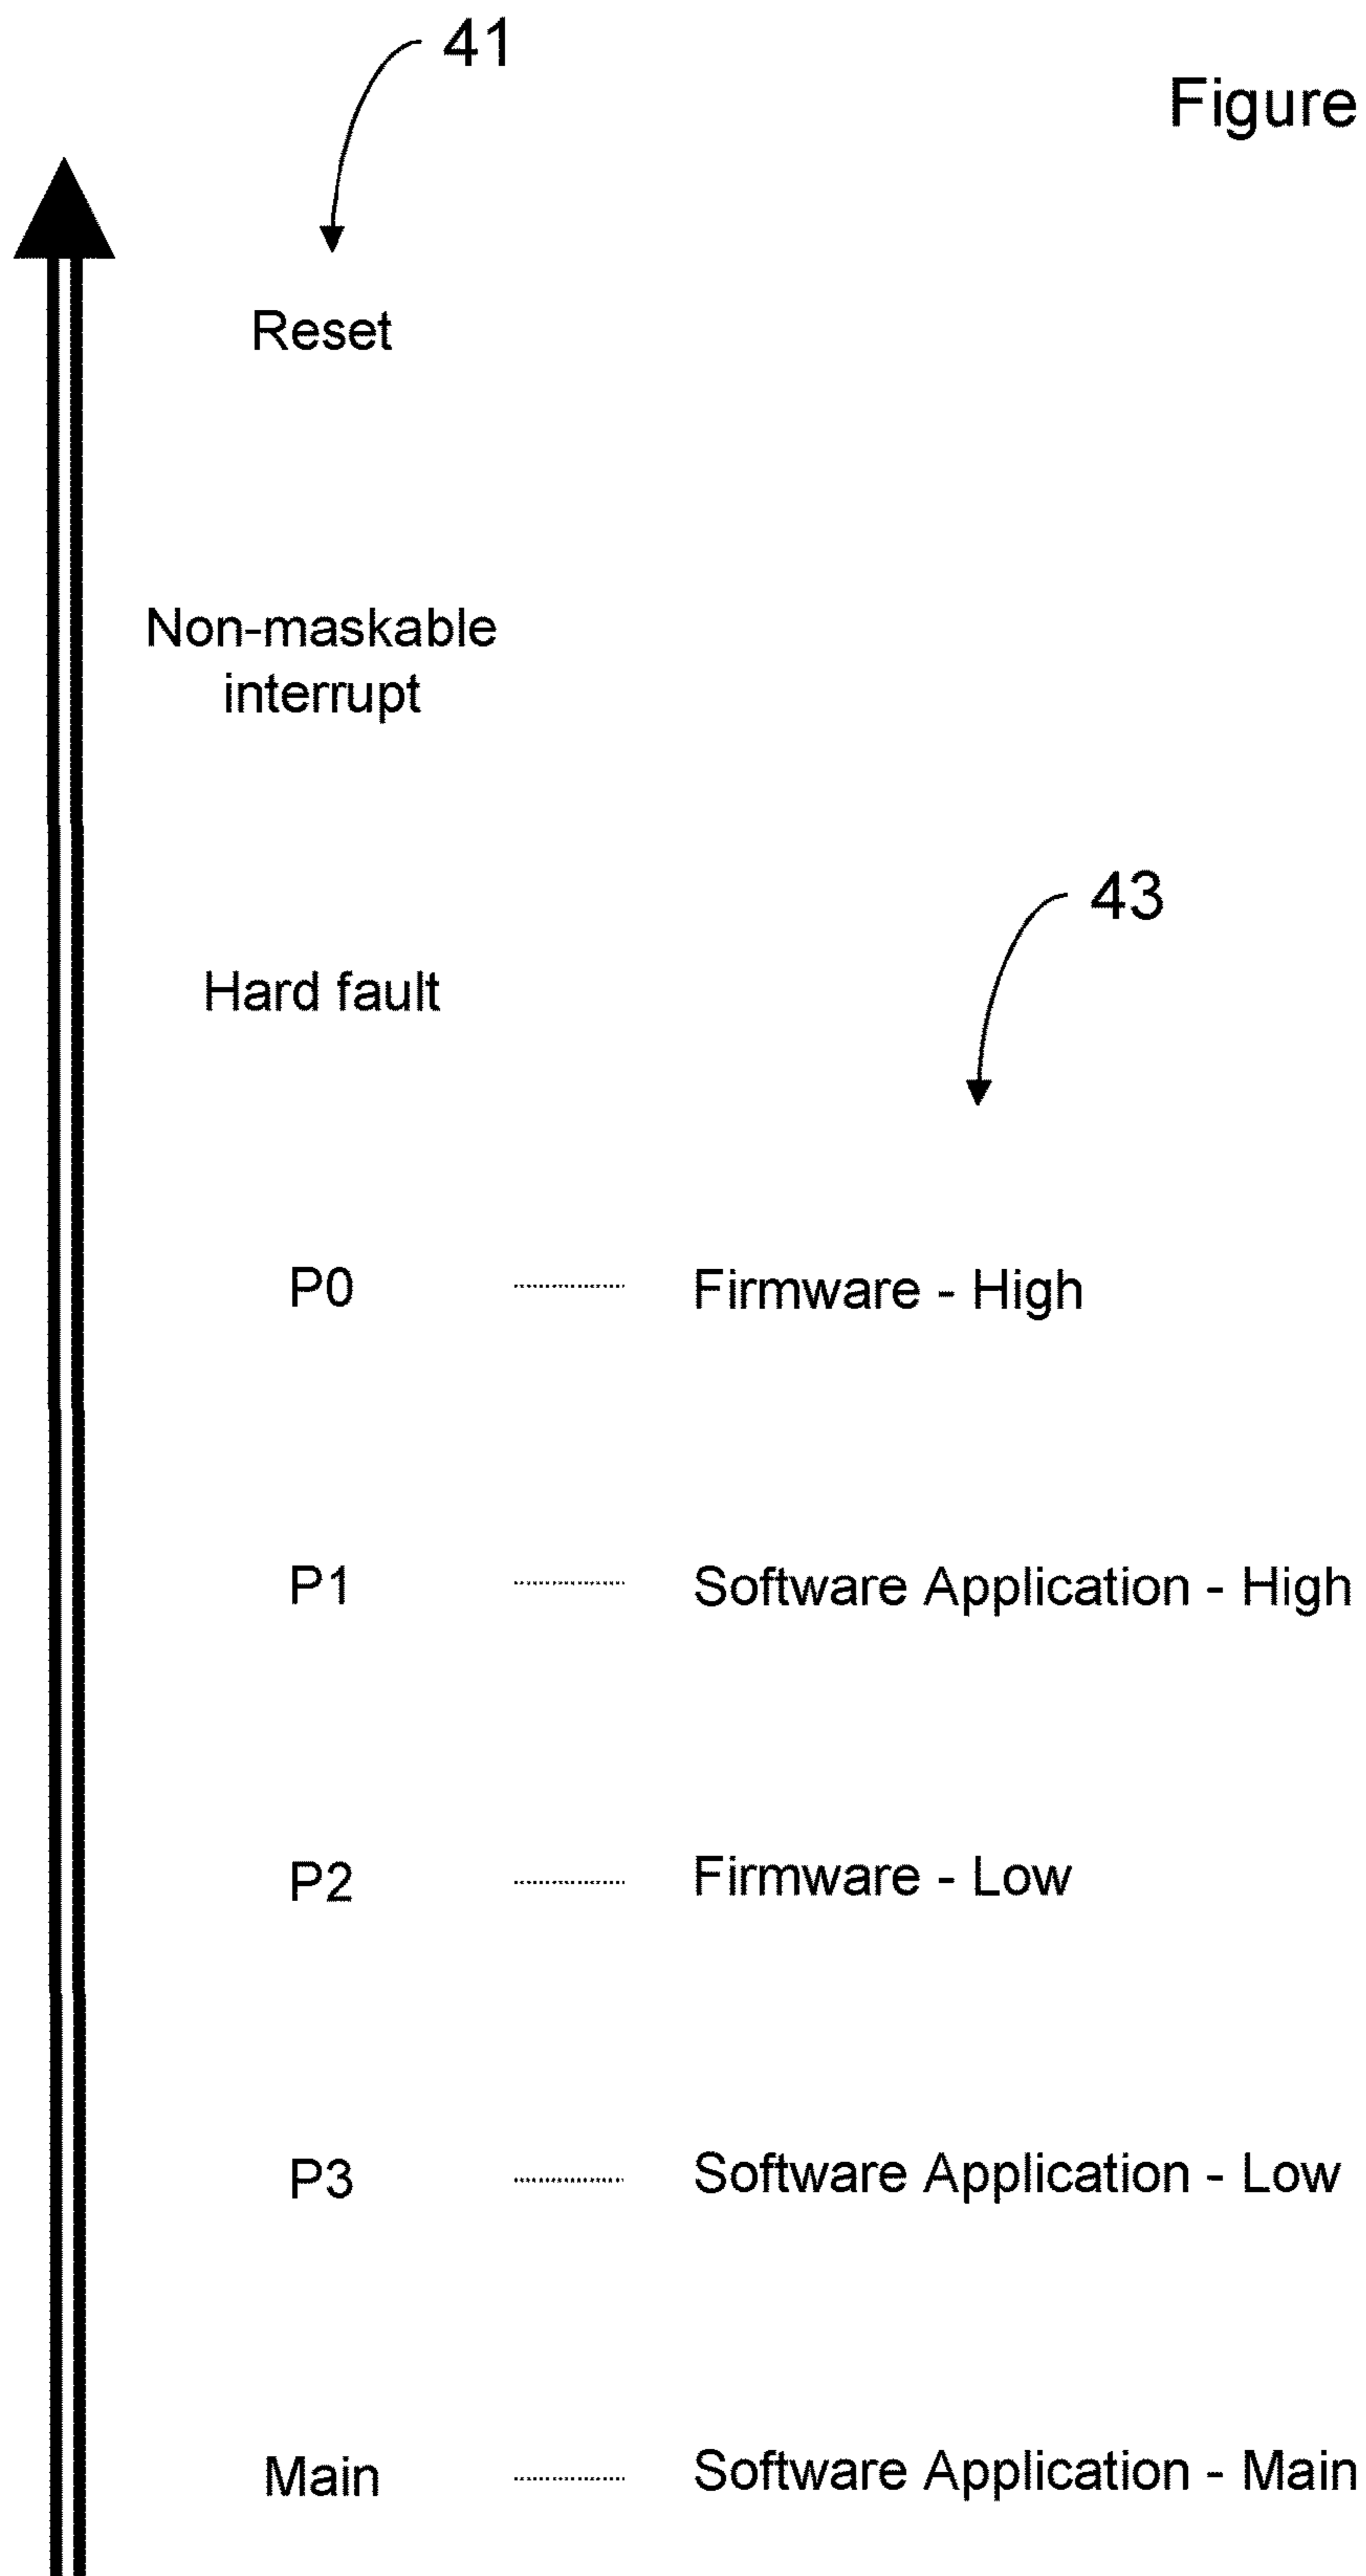 41
Figure
Reset
Non-maskable
interrupt
43
Hard fault
P0 Firmware - High
P1 Software Application - High
P2 Firmware - Low
P3 Software Application - Low
Main Software Application - Main